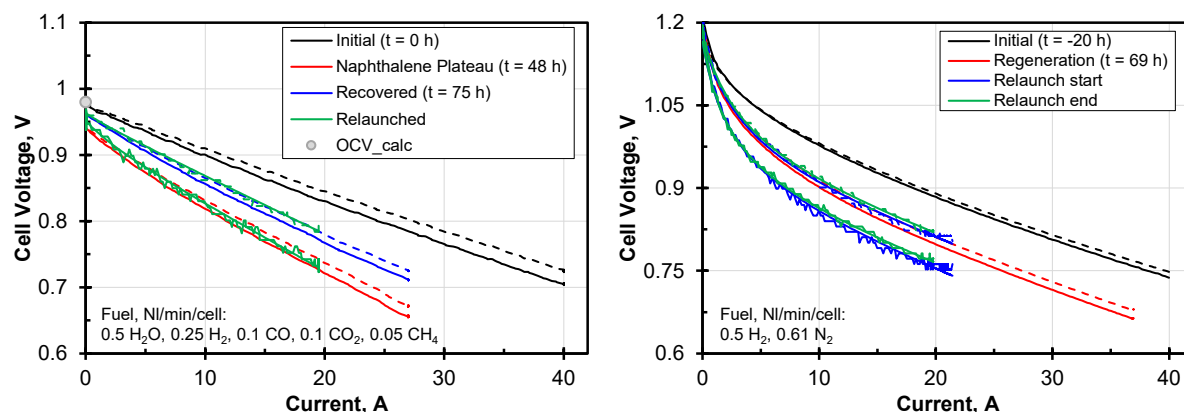 1.1
1
0.9
0.8
0.7
0.6
Cell Voltage, V
Initial (t = 0 h)
Naphthalene Plateau (t = 48 h)
Recovered (t = 75 h)
Relaunched
OCV_calc
Fuel, Nl/min/cell:
0.5 H₂O, 0.25 H₂, 0.1 CO, 0.1 CO₂, 0.05 CH₄
0 10 20 30 40
Current, A
1.2
1.05
0.9
0.75
0.6
Cell Voltage, V
Initial (t = -20 h)
Regeneration (t = 69 h)
Relaunch start
Relaunch end
Fuel, Nl/min/cell:
0.5 H₂, 0.61 N₂
0 10 20 30 40
Current, A